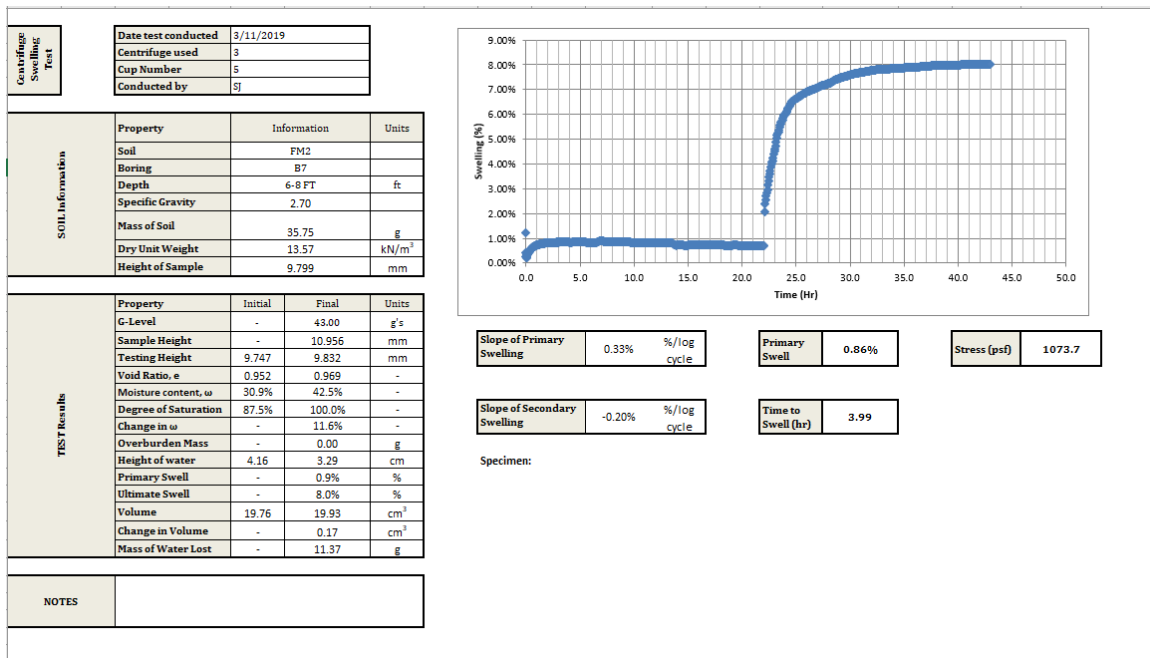 Centrifuge
Swelling
Test
Date test conducted 3/11/2019
Centrifuge used 3
Cup Number 5
Conducted by SJ
SOIL Information
Property Information Units
Soil FM2
Boring B7
Depth 6-8 FT ft
Specific Gravity 2.70
Mass of Soil 35.75 g
Dry Unit Weight 13.57 kN/m³
Height of Sample 9.799 mm
TEST Results
Property Initial Final Units
G-Level - 43.00 g's
Sample Height - 10.956 mm
Testing Height 9.747 9.832 mm
Void Ratio, e 0.952 0.969 -
Moisture content, ω 30.9% 42.5% -
Degree of Saturation 87.5% 100.0% -
Change in ω - 11.6% -
Overburden Mass - 0.00 g
Height of water 4.16 3.29 cm
Primary Swell - 0.9% %
Ultimate Swell - 8.0% %
Volume 19.76 19.93 cm³
Change in Volume - 0.17 cm³
Mass of Water Lost - 11.37 g
NOTES
Swelling (%)
9.00%
8.00%
7.00%
6.00%
5.00%
4.00%
3.00%
2.00%
1.00%
0.00%
0.0 5.0 10.0 15.0 20.0 25.0 30.0 35.0 40.0 45.0 50.0
Time (Hr)
Slope of Primary
Swelling
0.33%
%/log
cycle
Primary
Swell
0.86%
Stress (psf) 1073.7
Slope of Secondary
Swelling
-0.20%
%/log
cycle
Time to
Swell (hr)
3.99
Specimen: